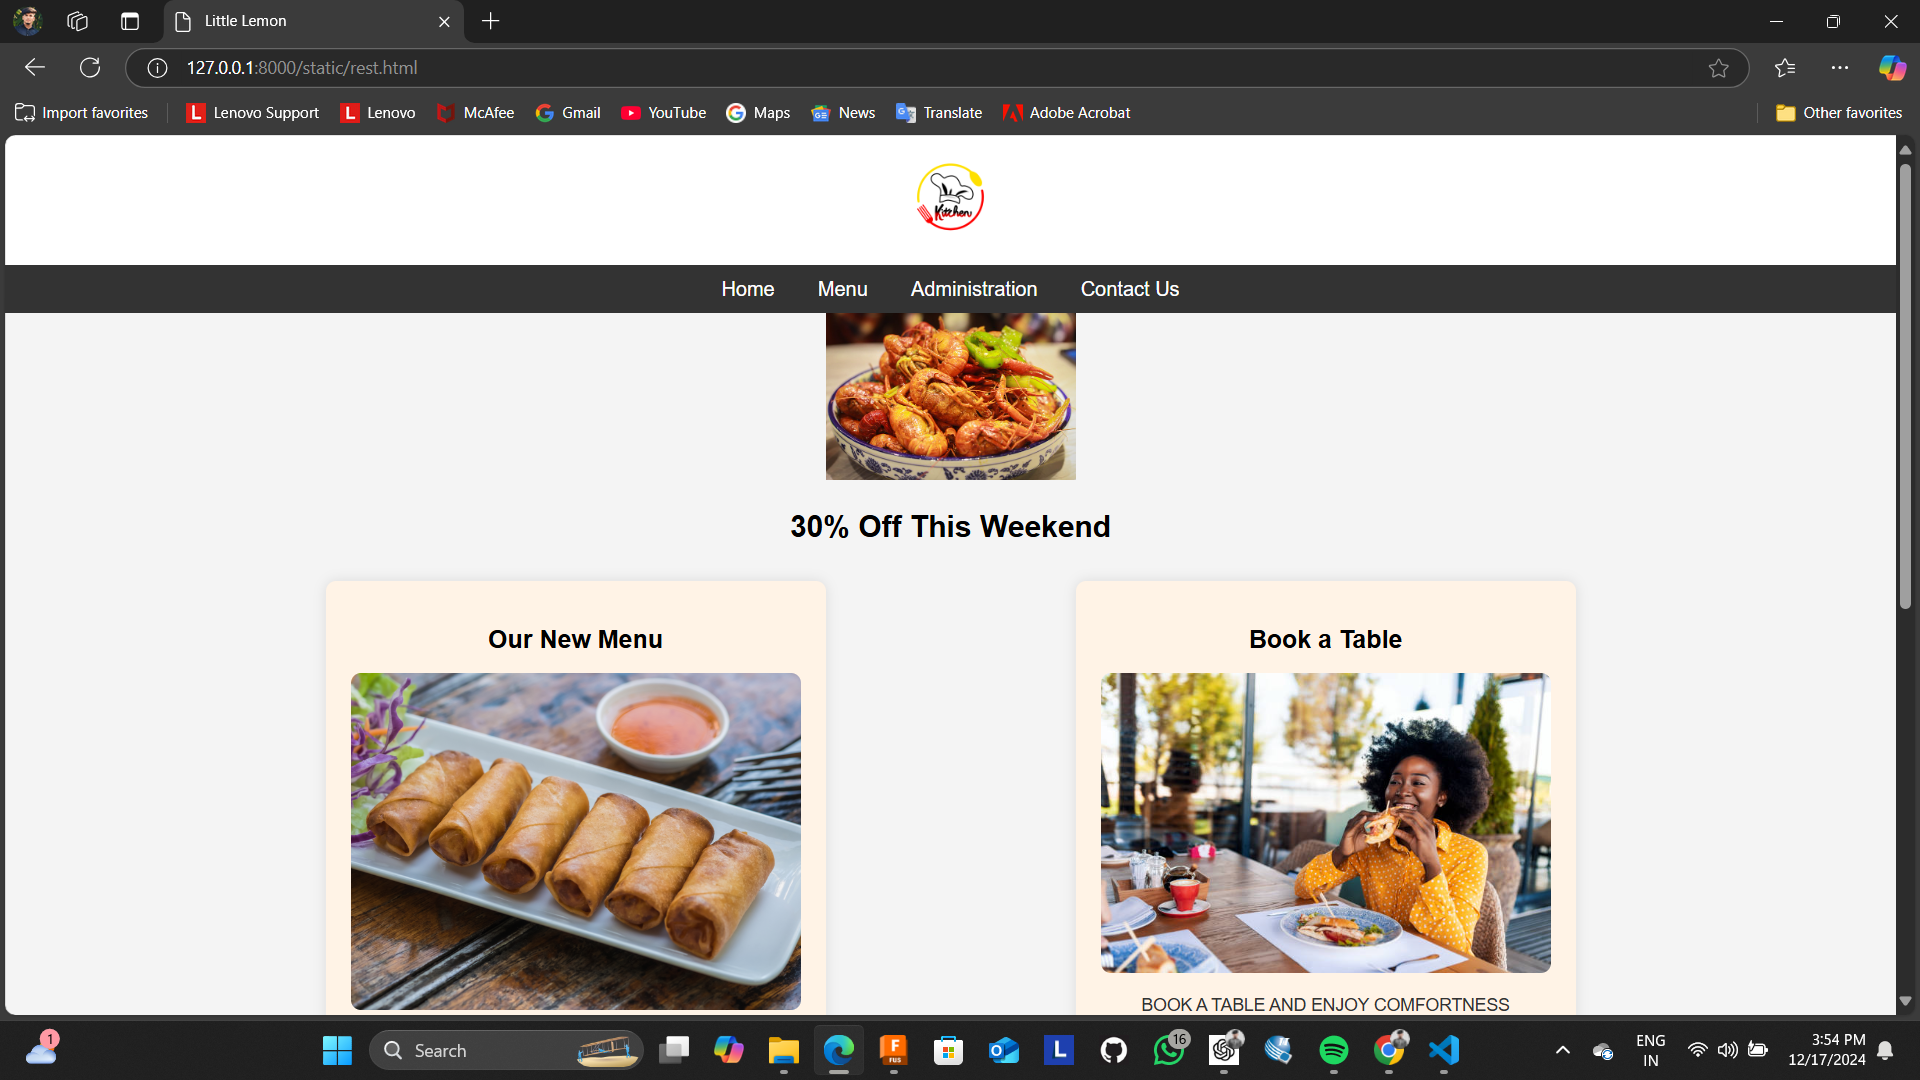 Little Lemon
127.0.0.1:8000/static/rest.html
Import favorites
Lenovo Support
Lenovo
McAfee
Gmail
YouTube
Maps
News
Translate
Adobe Acrobat
Other favorites
Kitchen
Home Menu Administration Contact Us
30% Off This Weekend
Our New Menu
Book a Table
BOOK A TABLE AND ENJOY COMFORTNESS
1
Search
L
F
FUS
16
ENG
IN
3:54 PM
12/17/2024